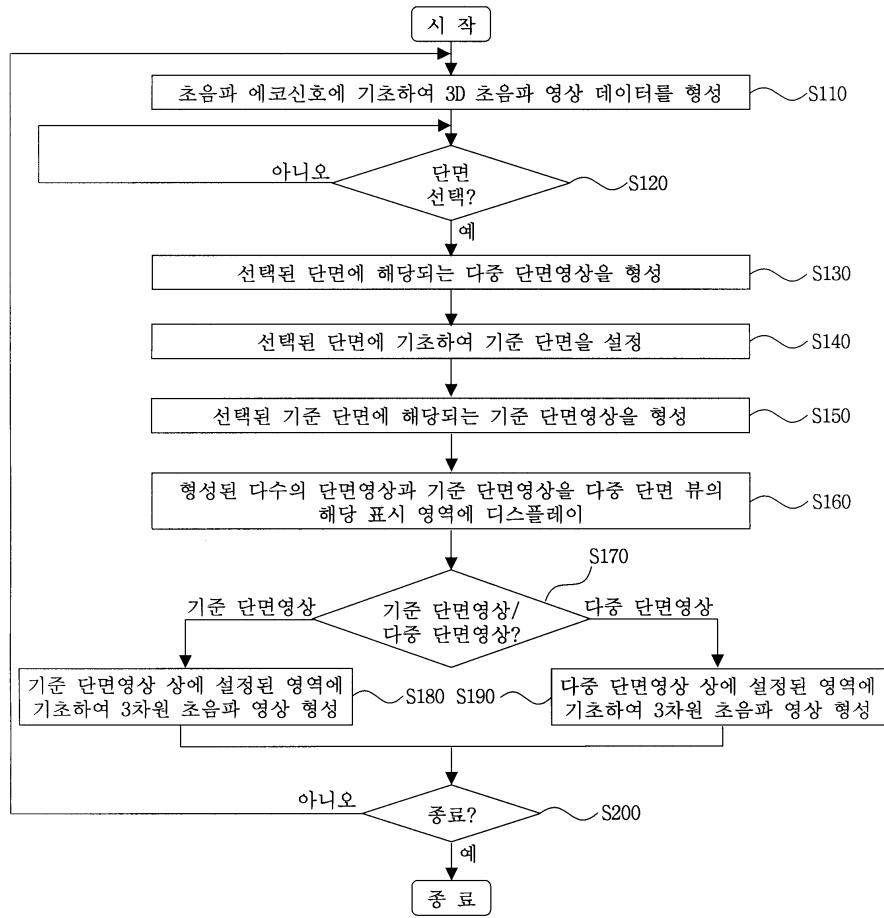 시 작
초음파 에코신호에 기초하여 3D 초음파 영상 데이터를 형성
S110
아니오
단면
선택?
S120
예
선택된 단면에 해당되는 다중 단면영상을 형성
S130
선택된 단면에 기초하여 기준 단면을 설정
S140
선택된 기준 단면에 해당되는 기준 단면영상을 형성
S150
형성된 다수의 단면영상과 기준 단면영상을 다중 단면 뷰의
해당 표시 영역에 디스플레이
S160
S170
기준 단면영상
기준 단면영상/
다중 단면영상?
다중 단면영상
기준 단면영상 상에 설정된 영역에
기초하여 3차원 초음파 영상 형성
S180
S190
다중 단면영상 상에 설정된 영역에
기초하여 3차원 초음파 영상 형성
아니오
종료?
S200
예
종 료